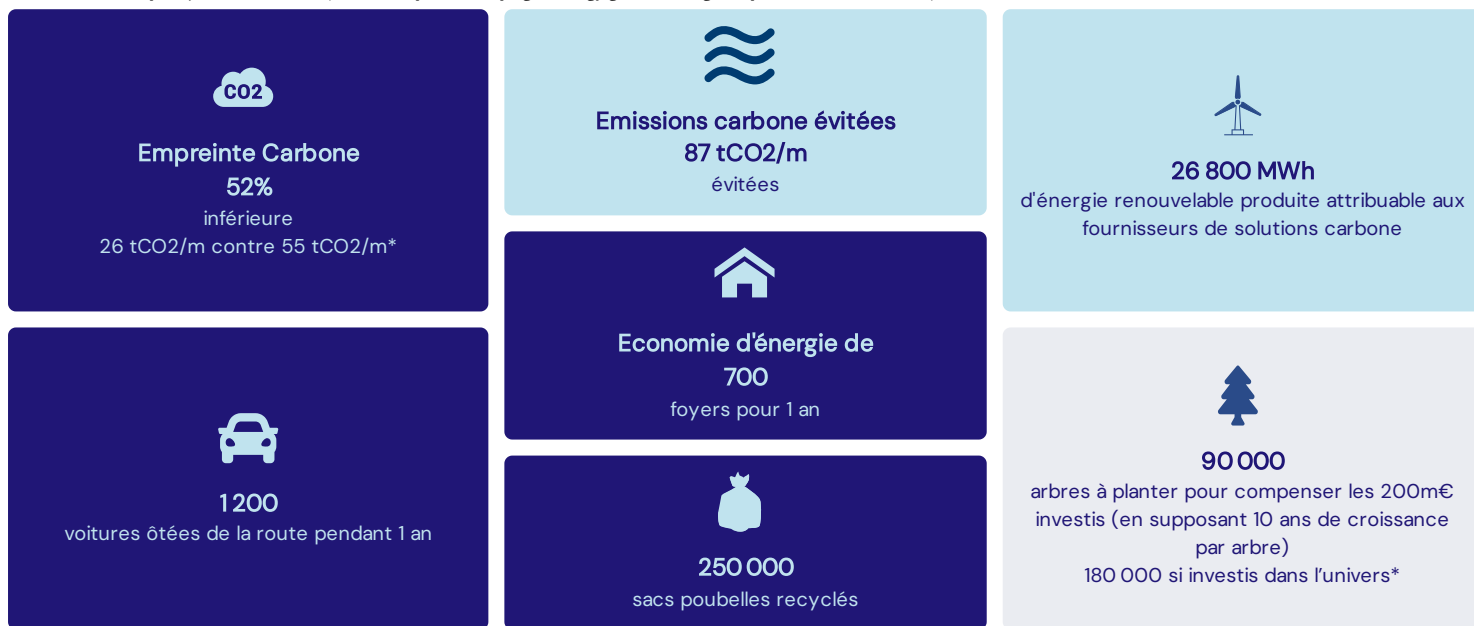 CO2
Empreinte Carbone
52%
inférieure
26 tCO2/m contre 55 tCO2/m*
1 200
voitures ôtées de la route pendant 1 an
Emissions carbone évitées
87 tCO2/m
évitées
Economie d'énergie de
700
foyers pour 1 an
250 000
sacs poubelles recyclés
26 800 MWh
d'énergie renouvelable produite attribuable aux
fournisseurs de solutions carbone
90 000
arbres à planter pour compenser les 200m€
investis (en supposant 10 ans de croissance
par arbre)
180 000 si investis dans l’univers*